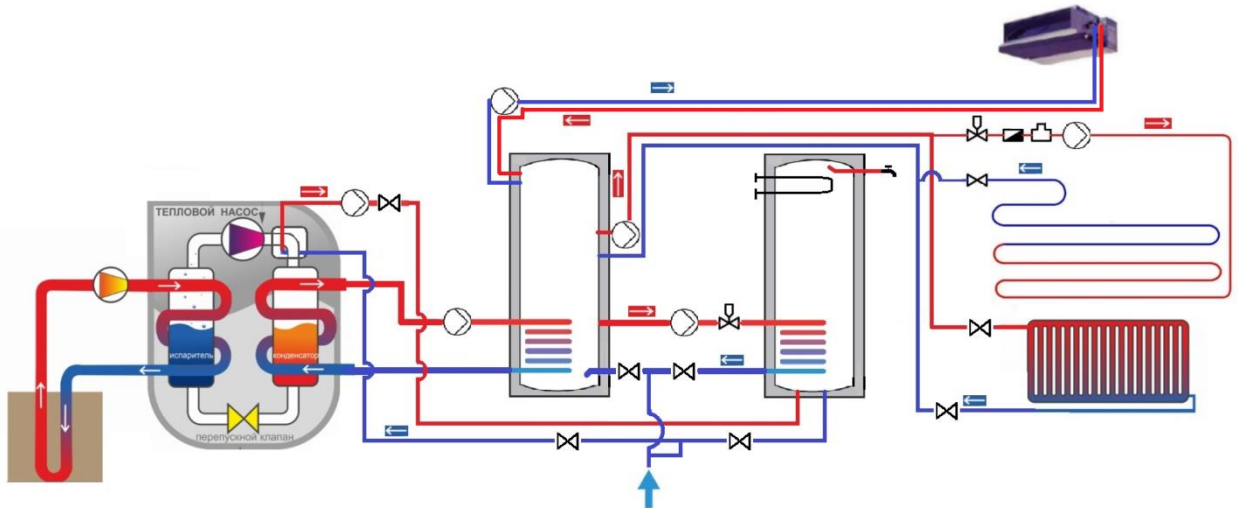 ТЕПЛОВОЙ НАСОС
испаритель
конденсатор
перепускной клапан